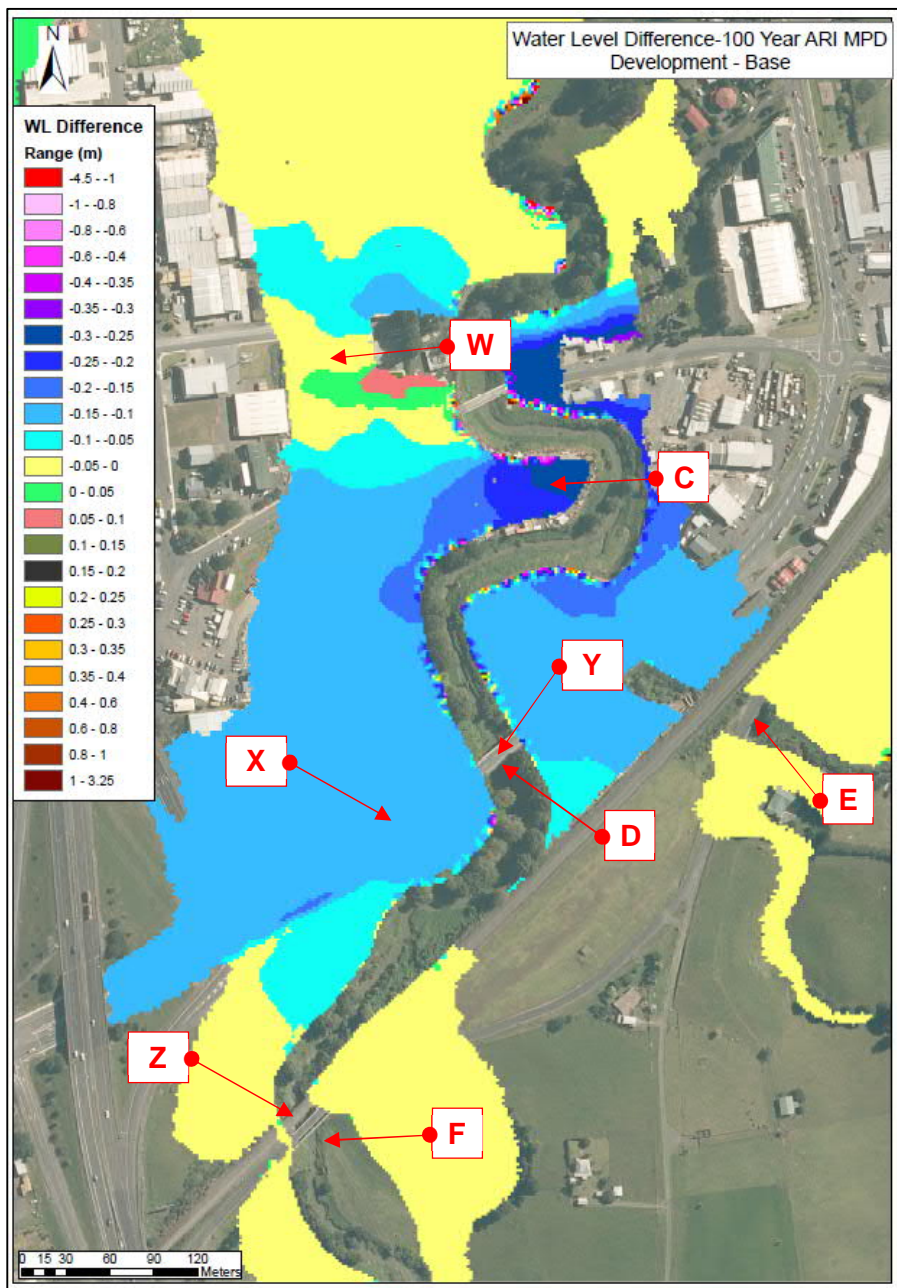 Water Level Difference-100 Year ARI MPD
Development - Base
N
WL Difference
Range (m)
-4.5 - -1
-1 - -0.8
-0.8 - -0.6
-0.6 - -0.4
-0.4 - -0.35
-0.35 - -0.3
-0.3 - -0.25
-0.25 - -0.2
-0.2 - -0.15
-0.15 - -0.1
-0.1 - -0.05
-0.05 - 0
0 - 0.05
0.05 - 0.1
0.1 - 0.15
0.15 - 0.2
0.2 - 0.25
0.25 - 0.3
0.3 - 0.35
0.35 - 0.4
0.4 - 0.6
0.6 - 0.8
0.8 - 1
1 - 3.25
W
C
Y
X
D
E
Z
F
0 15 30 60 90 120
Meters